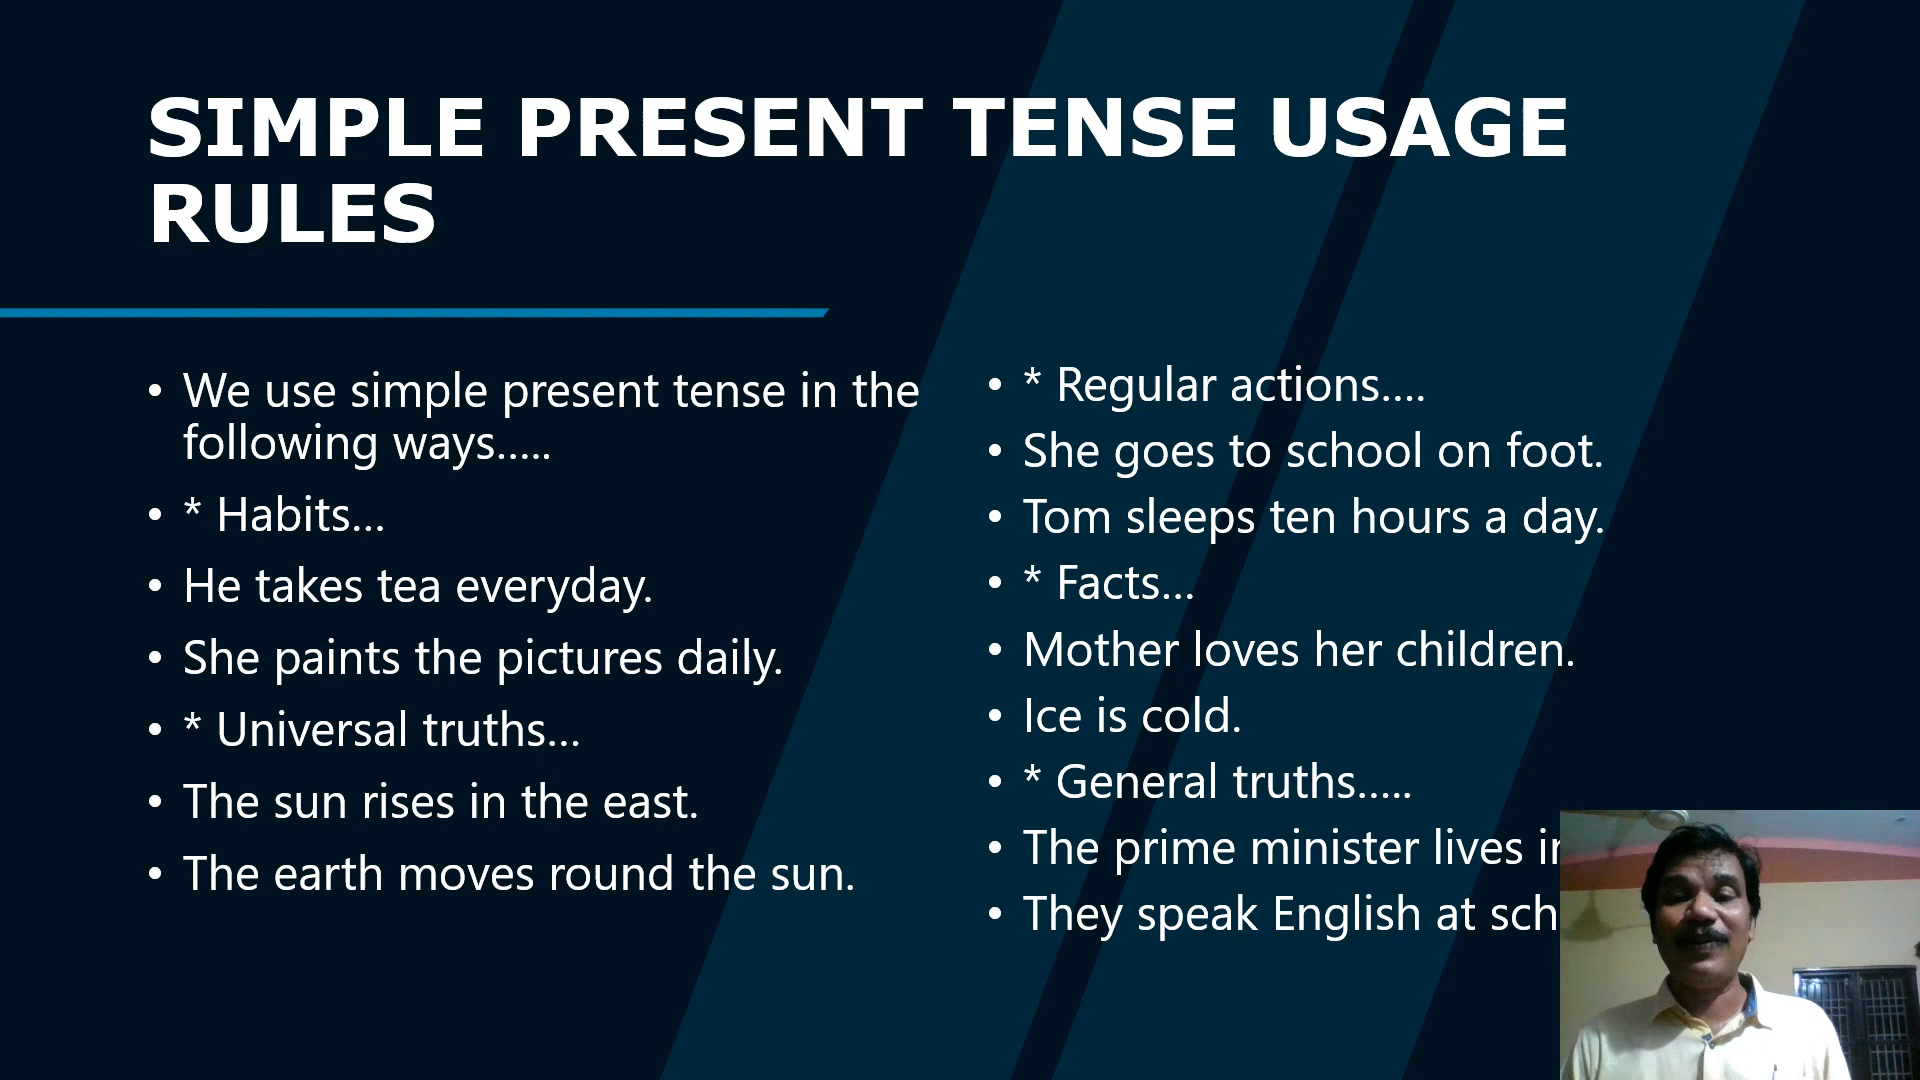 SIMPLE PRESENT TENSE USAGE
RULES
• We use simple present tense in the
following ways.....
• * Habits...
• He takes tea everyday.
• She paints the pictures daily.
• * Universal truths...
• The sun rises in the east.
• The earth moves round the sun.
• * Regular actions....
• She goes to school on foot.
• Tom sleeps ten hours a day.
• * Facts...
• Mother loves her children.
• Ice is cold.
• * General truths.....
• The prime minister lives
• They speak English at